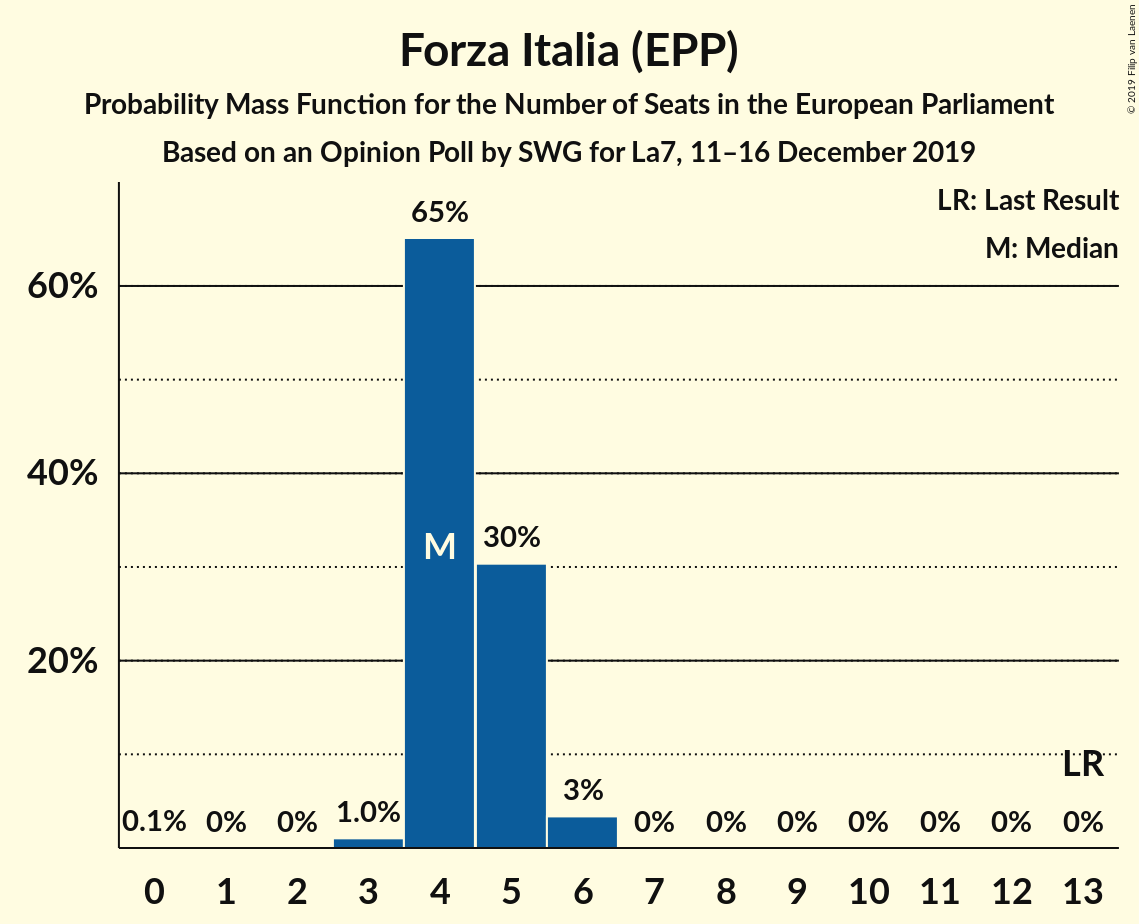 Forza Italia (EPP)
Probability Mass Function for the Number of Seats in the European Parliament
Based on an Opinion Poll by SWG for La7, 11–16 December 2019
© 2019 Filip van Laenen
LR: Last Result
M: Median
65%
60%
40%
30%
M
20%
LR
3%
1.0%
0.1% 0% 0% 0% 0% 0% 0% 0% 0% 0%
0 1 2 3 4 5 6 7 8 9 10 11 12 13